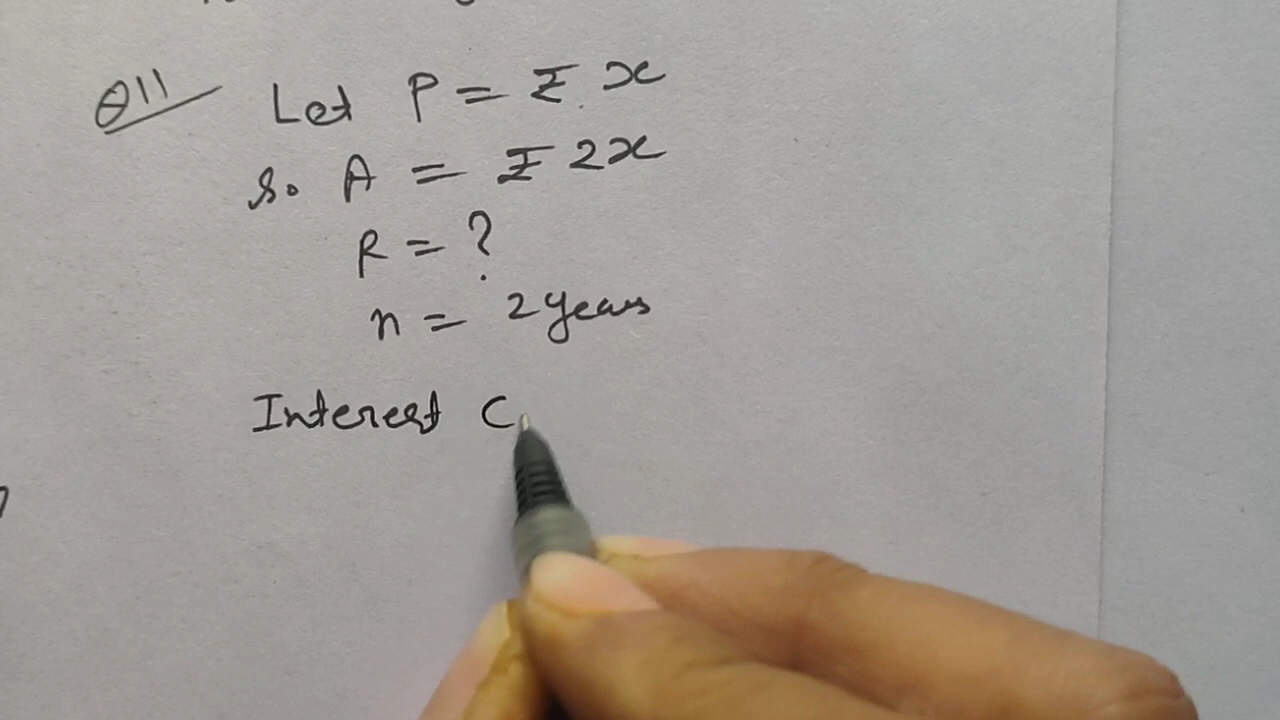 Q11 Let P = ₹. x
So A = ₹ 2x
R = ?
n = 2 years
Interest C